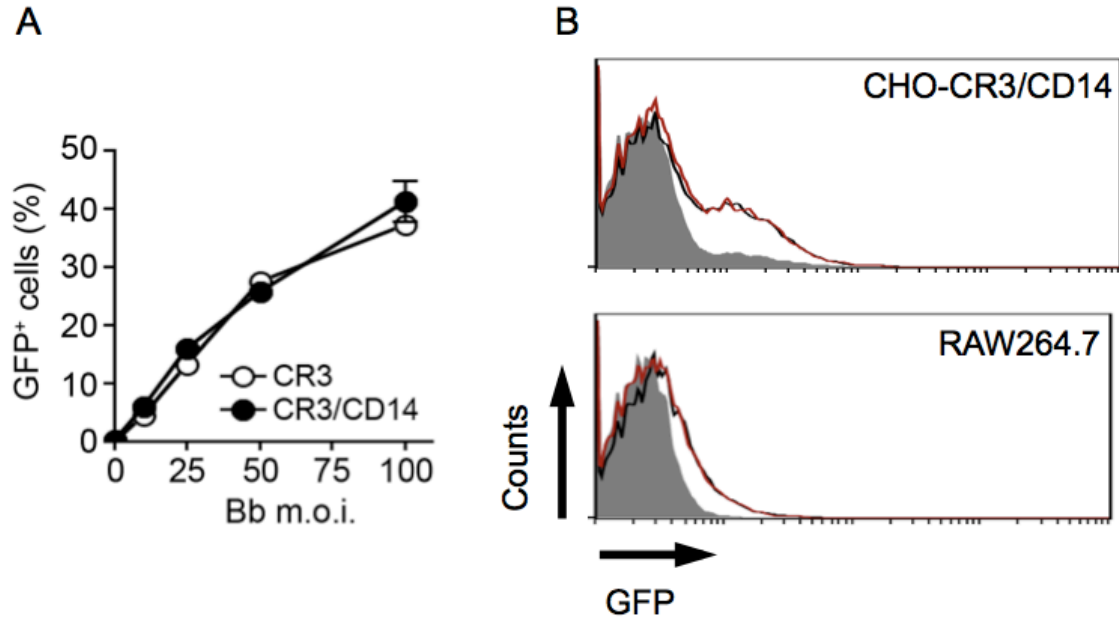 A
B
50
40
30
20
10
0
GFP⁺ cells (%)
CR3
CR3/CD14
0 25 50 75 100
Bb m.o.i.
CHO-CR3/CD14
RAW264.7
Counts
GFP